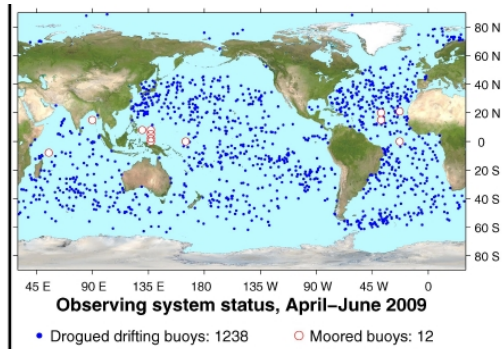 80 N
60 N
40 N
20 N
0
20 S
40 S
60 S
80 S
45 E 90 E 135 E 180 135 W 90 W 45 W 0
Observing system status, April-June 2009
Drogued drifting buoys: 1238 Moored buoys: 12